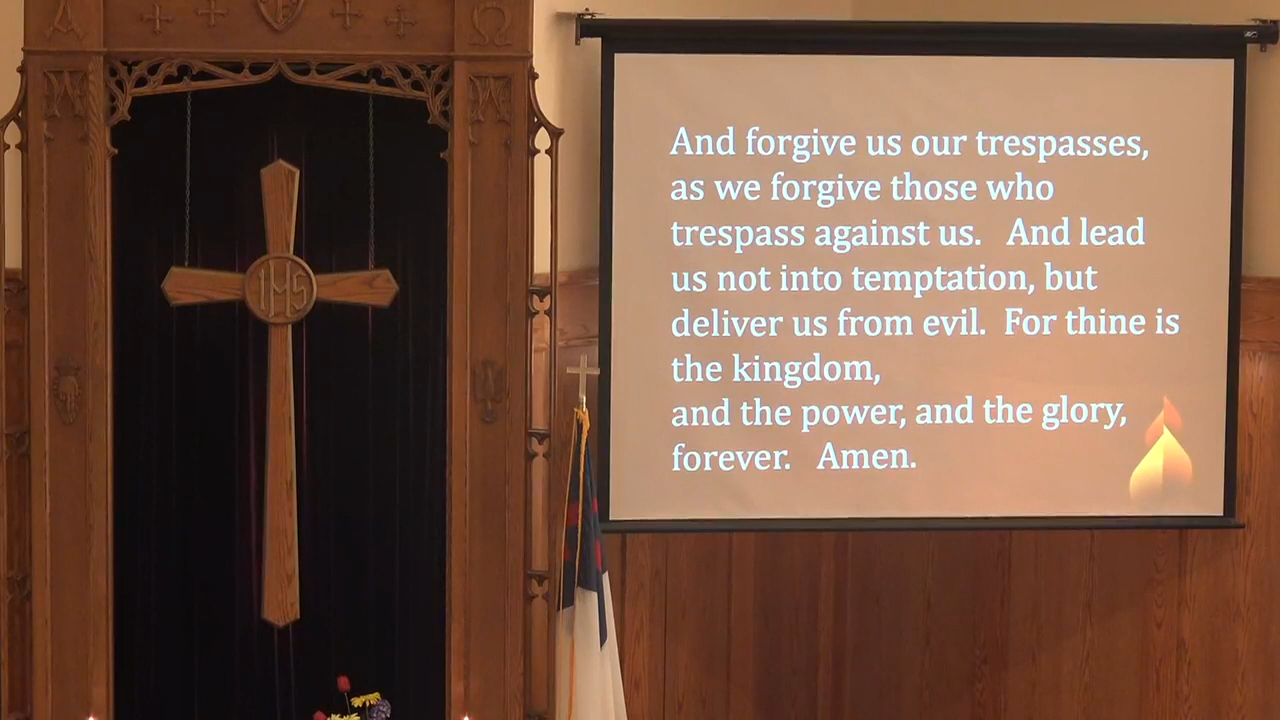 Α
Ω
IHS
And forgive us our trespasses,
as we forgive those who
trespass against us.   And lead
us not into temptation, but
deliver us from evil.  For thine is
the kingdom,
and the power, and the glory,
forever.   Amen.